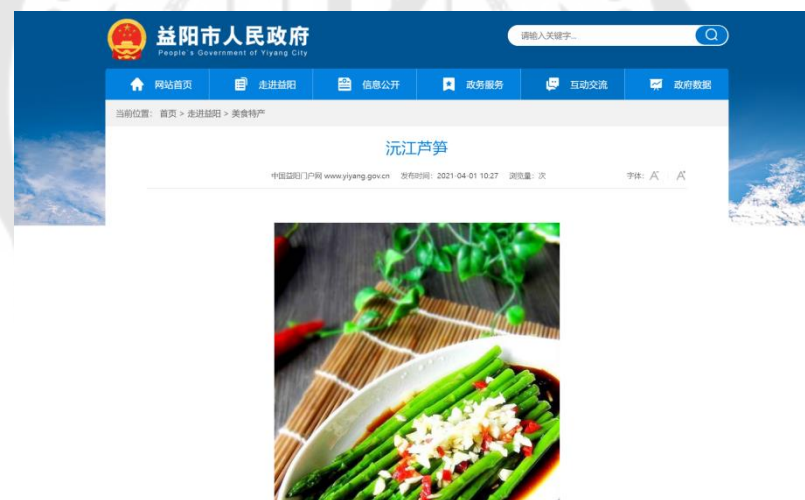 益阳市人民政府
People's Government of Yiyang City
请输入关键字...
网站首页 走进益阳 信息公开 政务服务 互动交流 政府数据
当前位置: 首页 > 走进益阳 > 美食特产
沅江芦笋
中国益阳门户网 www.yiyang.gov.cn 发布时间: 2021-04-01 10:27 浏览量: 次 字体: A- A+